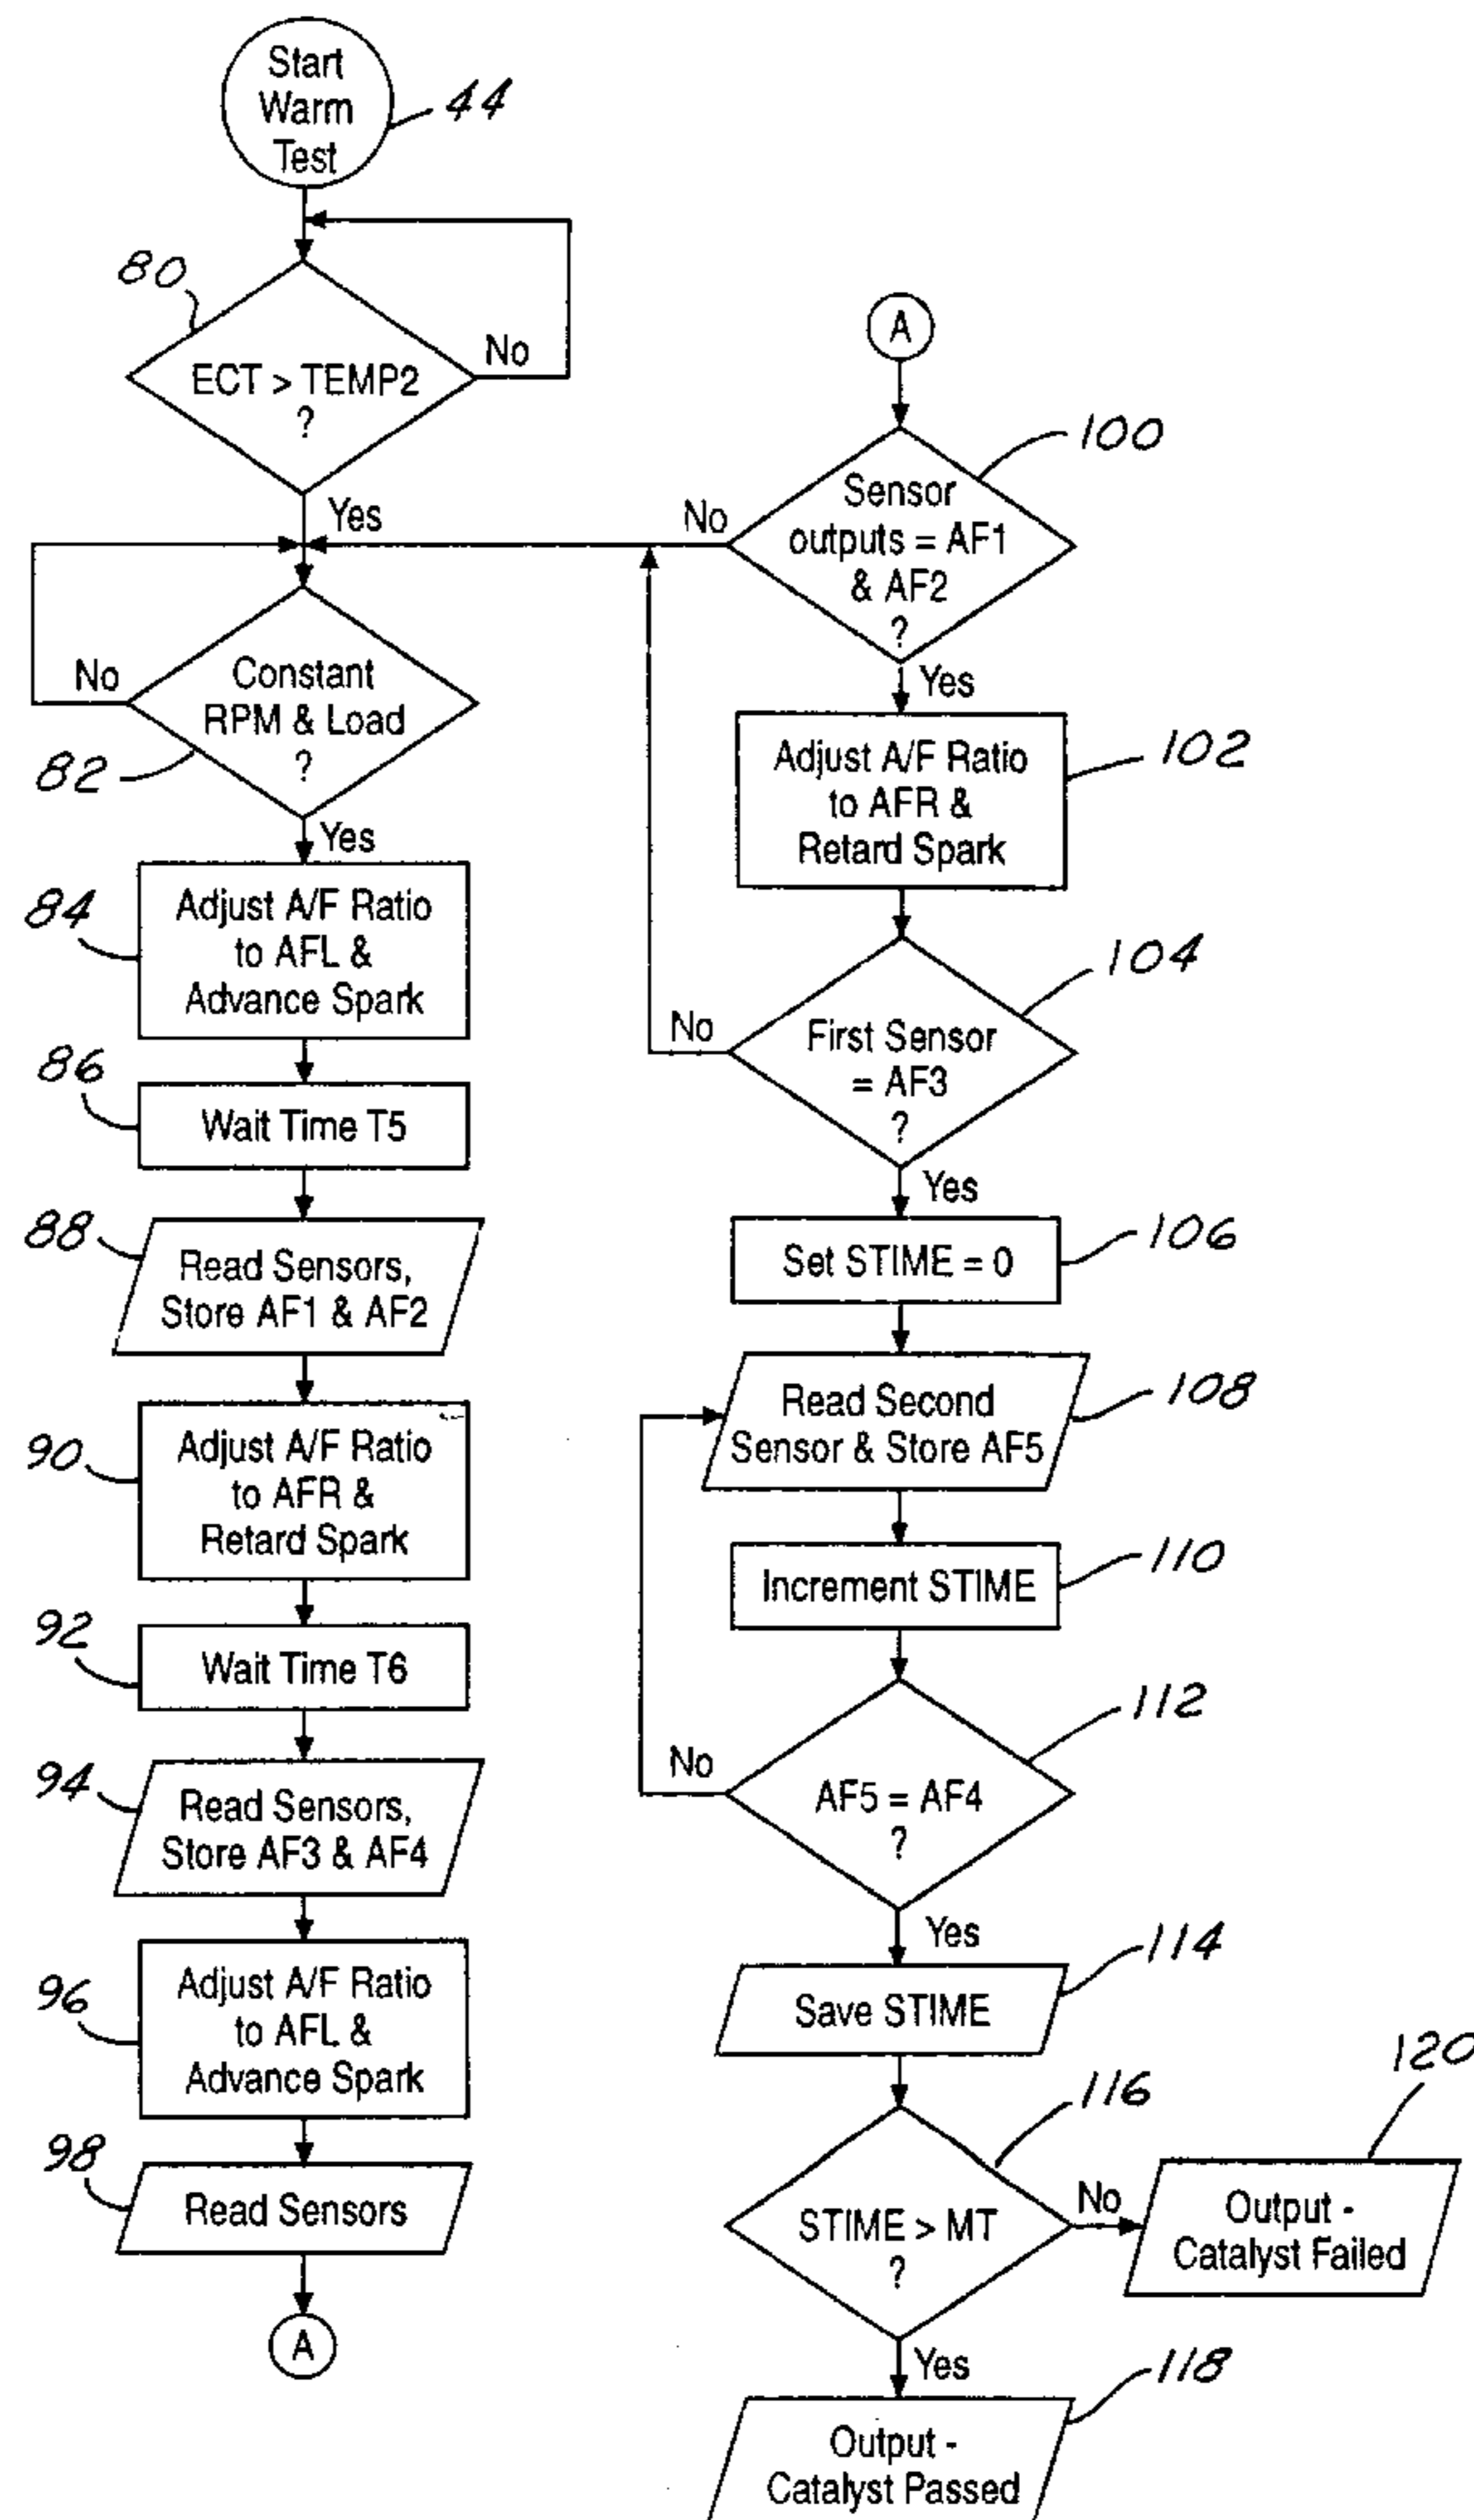 Start
Warm
Test
44
80
ECT > TEMP2
?
No
Yes
Constant
RPM & Load
?
No
82
Yes
84
Adjust A/F Ratio
to AFL &
Advance Spark
86
Wait Time T5
88
Read Sensors,
Store AF1 & AF2
90
Adjust A/F Ratio
to AFR &
Retard Spark
92
Wait Time T6
94
Read Sensors,
Store AF3 & AF4
96
Adjust A/F Ratio
to AFL &
Advance Spark
98
Read Sensors
A
A
100
Sensor
outputs = AF1
& AF2
?
No
Yes
102
Adjust A/F Ratio
to AFR &
Retard Spark
104
First Sensor
= AF3
?
No
Yes
106
Set STIME = 0
108
Read Second
Sensor & Store AF5
110
Increment STIME
112
AF5 = AF4
?
No
Yes
114
Save STIME
116
STIME > MT
?
No
120
Output -
Catalyst Failed
Yes
118
Output -
Catalyst Passed